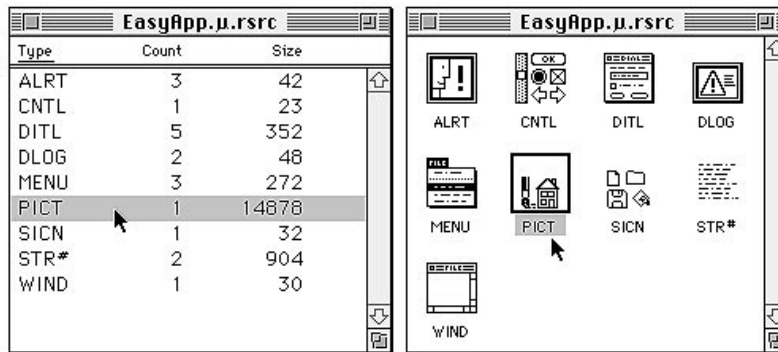 EasyApp.µ.rsrc
Type Count Size
ALRT 3 42
CNTL 1 23
DITL 5 352
DLOG 2 48
MENU 3 272
PICT 1 14878
SICN 1 32
STR# 2 904
WIND 1 30
EasyApp.µ.rsrc
OK
ALRT CNTL DITL DLOG
FILE
MENU PICT SICN STR#
FILE
WIND